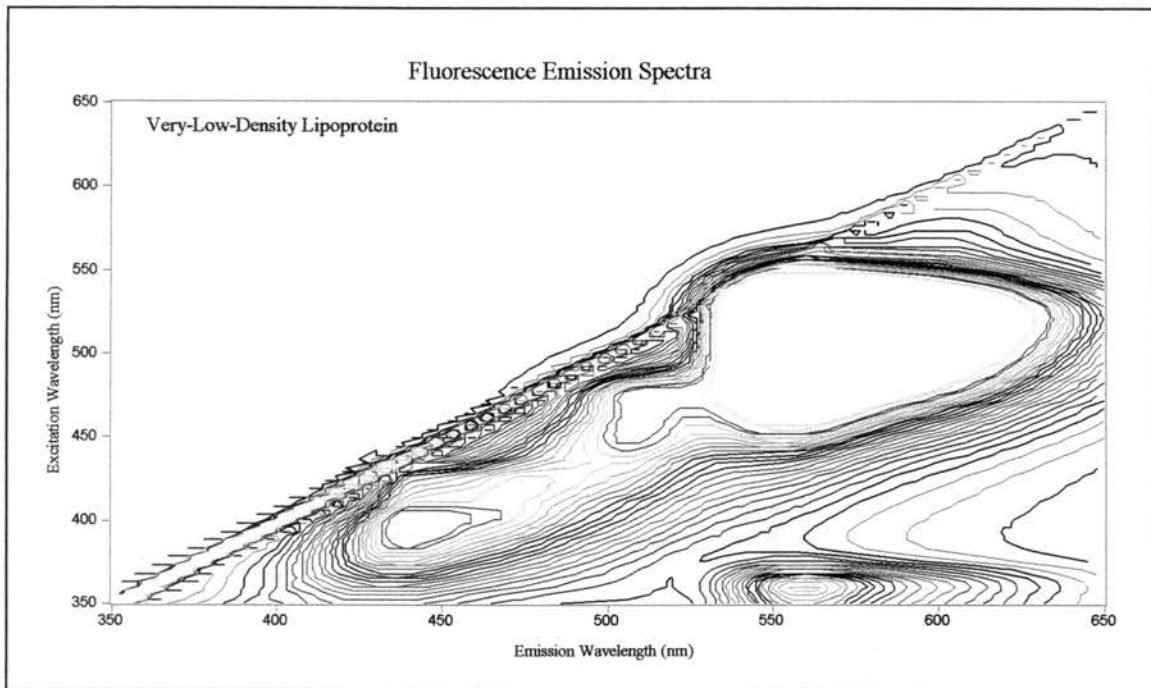 Fluorescence Emission Spectra
Very-Low-Density Lipoprotein
650
600
550
500
450
400
350
Excitation Wavelength (nm)
350 400 450 500 550 600 650
Emission Wavelength (nm)